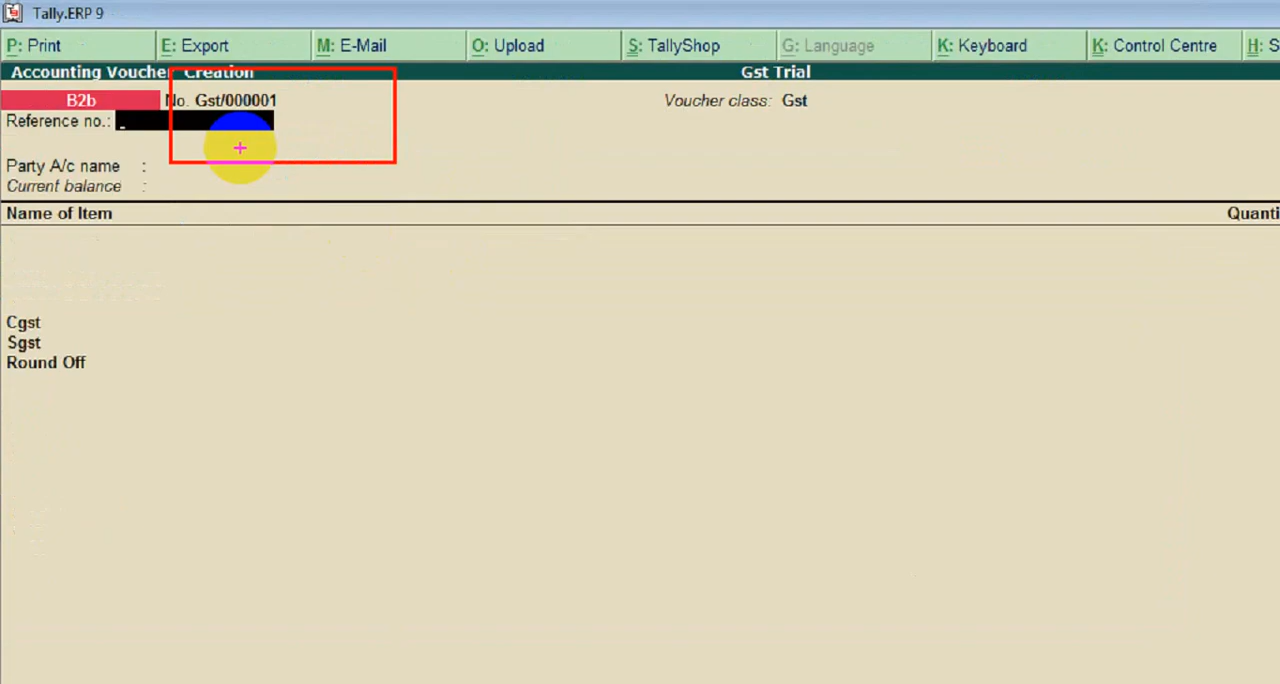 Tally.ERP 9
P: Print E: Export M: E-Mail O: Upload S: TallyShop G: Language K: Keyboard K: Control Centre H: S
Accounting Voucher Creation Gst Trial
B2b No. Gst/000001 Voucher class: Gst
Reference no.:
Party A/c name :
Current balance :
Name of Item Quanti
Cgst
Sgst
Round Off